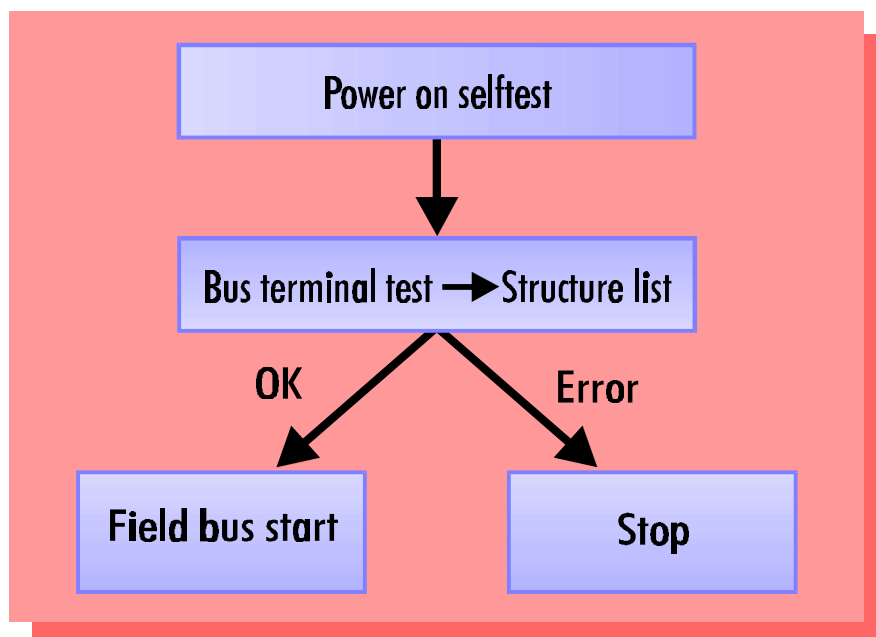 Power on selftest
Bus terminal test Structure list
OK
Error
Field bus start
Stop